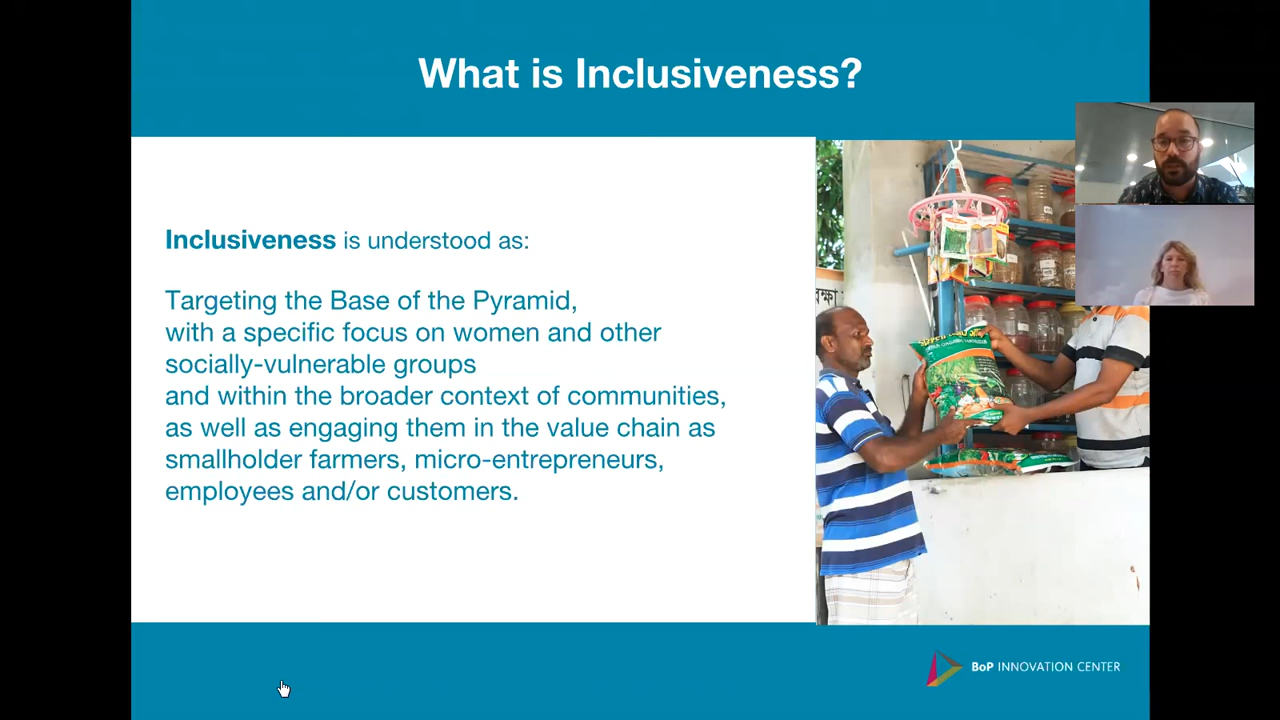 What is Inclusiveness?
Inclusiveness is understood as:
Targeting the Base of the Pyramid,
with a specific focus on women and other
socially-vulnerable groups
and within the broader context of communities,
as well as engaging them in the value chain as
smallholder farmers, micro-entrepreneurs,
employees and/or customers.
BoP INNOVATION CENTER